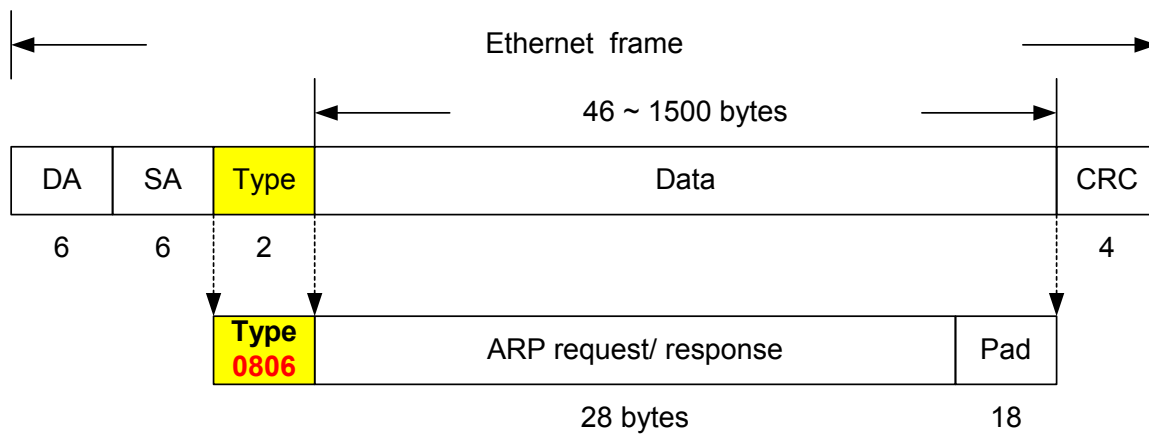 Ethernet frame
46 ~ 1500 bytes
DA SA Type Data CRC
6 6 2 4
Type
0806
ARP request/ response Pad
28 bytes 18